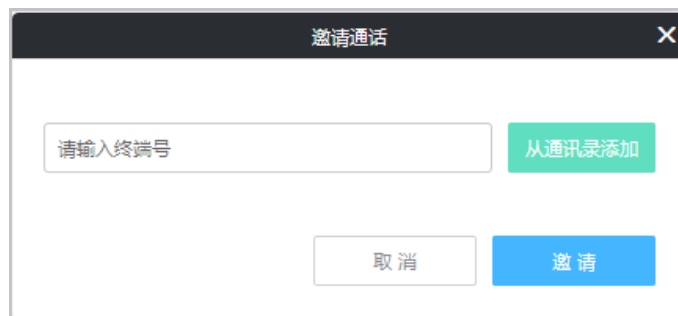 邀请通话
请输入终端号
从通讯录添加
取 消
邀 请